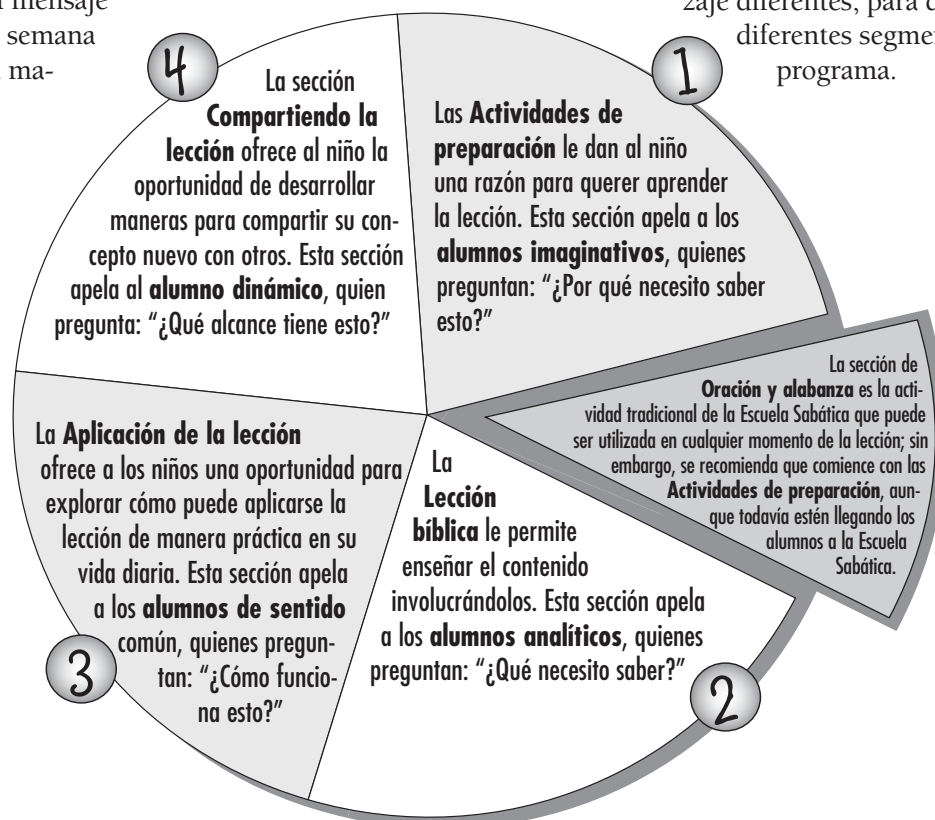 mensaje
semana
ma-
zaje diferentes, para
diferentes segme
programa.
4
La sección
Compartiendo la
lección ofrece al niño la
oportunidad de desarrollar
maneras para compartir su con-
cepto nuevo con otros. Esta sección
apela al alumno dinámico, quien
pregunta: “¿Qué alcance tiene esto?”
1
Las Actividades de
preparación le dan al niño
una razón para querer aprender
la lección. Esta sección apela a los
alumnos imaginativos, quienes
preguntan: “¿Por qué necesito saber
esto?”
La sección de
Oración y alabanza es la acti-
vidad tradicional de la Escuela Sabática que puede
ser utilizada en cualquier momento de la lección; sin
embargo, se recomienda que comience con las
Actividades de preparación, aun-
que todavía estén llegando los
alumnos a la Escuela
Sabática.
La
Lección
bíblica le permite
enseñar el contenido
involucrándolos. Esta sección apela
a los alumnos analíticos, quienes
preguntan: “¿Qué necesito saber?”
2
La Aplicación de la lección
ofrece a los niños una oportunidad para
explorar cómo puede aplicarse la
lección de manera práctica en su
vida diaria. Esta sección apela
a los alumnos de sentido
común, quienes pregun-
tan: “¿Cómo funcio-
na esto?”
3